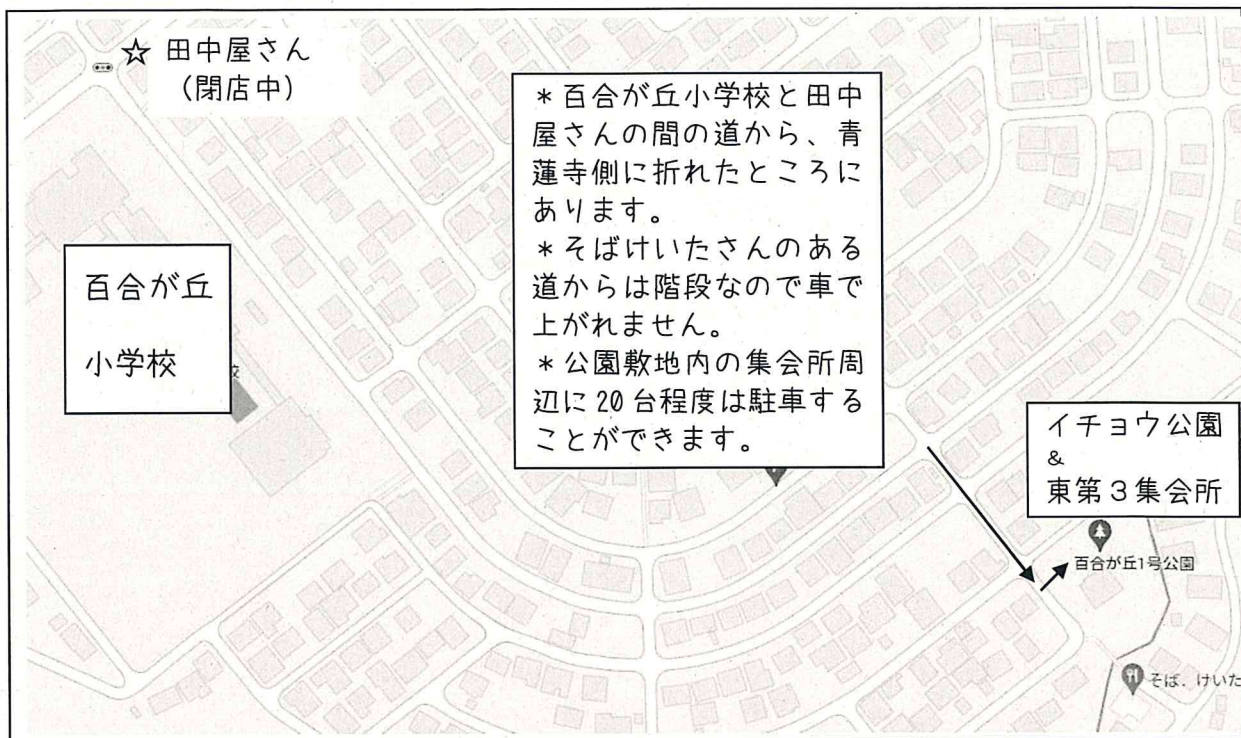 ☆ 田中屋さん
(閉店中)
*百合が丘小学校と田中
屋さんの間の道から、青
蓮寺側に折れたところに
あります。
*そばけいたさんのある
道からは階段なので車で
上がれません。
*公園敷地内の集会所周
辺に20台程度は駐車する
ことができます。
百合が丘
小学校
校
イチョウ公園
&
東第3集会所
百合が丘1号公園
そば、けいた